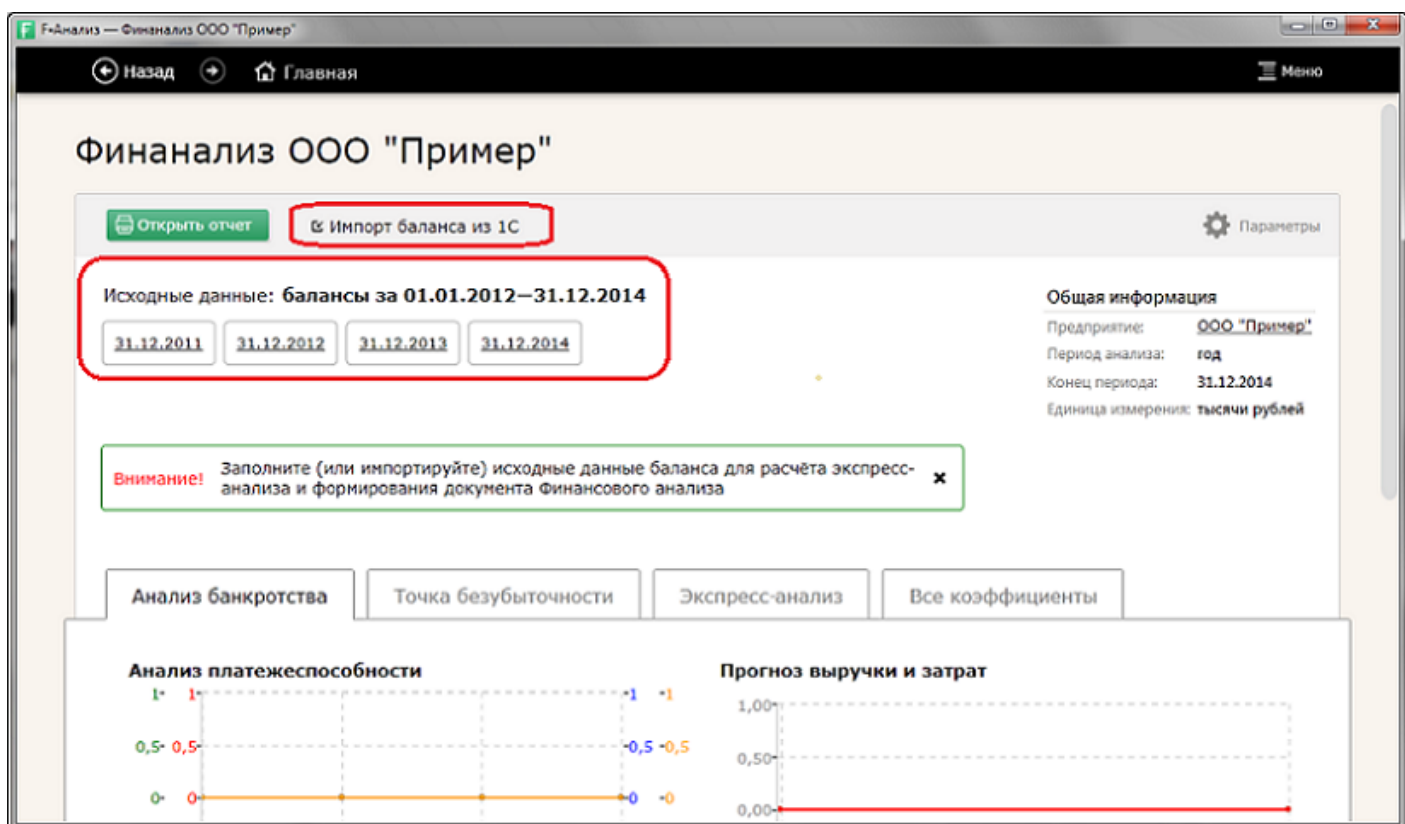 F•Анализ — Финанализ ООО "Пример"
Назад Главная Меню
Финанализ ООО "Пример"
Открыть отчет Импорт баланса из 1С Параметры
Исходные данные: балансы за 01.01.2012—31.12.2014
31.12.2011 31.12.2012 31.12.2013 31.12.2014
Общая информация
Предприятие: ООО "Пример"
Период анализа: год
Конец периода: 31.12.2014
Единица измерения: тысячи рублей
Внимание! Заполните (или импортируйте) исходные данные баланса для расчёта экспресс-
анализа и формирования документа Финансового анализа
Анализ банкротства Точка безубыточности Экспресс-анализ Все коэффициенты
Анализ платежеспособности
1 1 1 1
0,5 0,5 0,5 0,5
0 0 0 0
Прогноз выручки и затрат
1,00
0,50
0,00